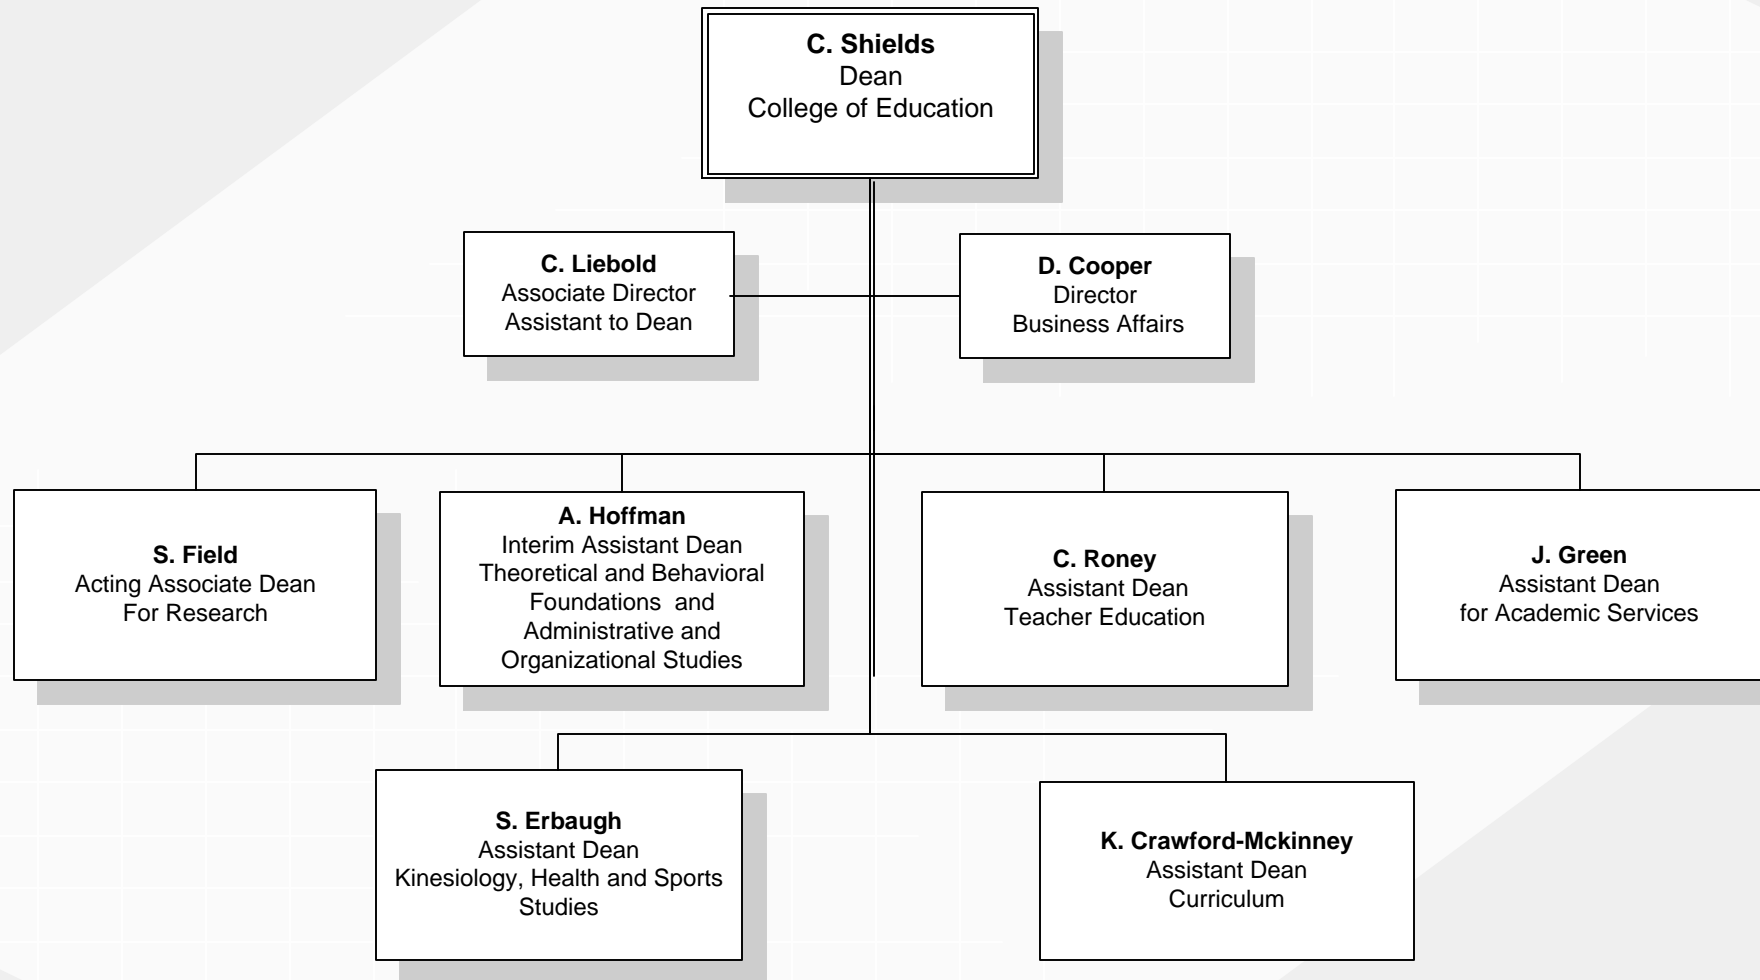 C. Shields
Dean
College of Education
C. Liebold
Associate Director
Assistant to Dean
D. Cooper
Director
Business Affairs
S. Field
Acting Associate Dean
For Research
A. Hoffman
Interim Assistant Dean
Theoretical and Behavioral
Foundations and
Administrative and
Organizational Studies
C. Roney
Assistant Dean
Teacher Education
J. Green
Assistant Dean
for Academic Services
S. Erbaugh
Assistant Dean
Kinesiology, Health and Sports
Studies
K. Crawford-Mckinney
Assistant Dean
Curriculum